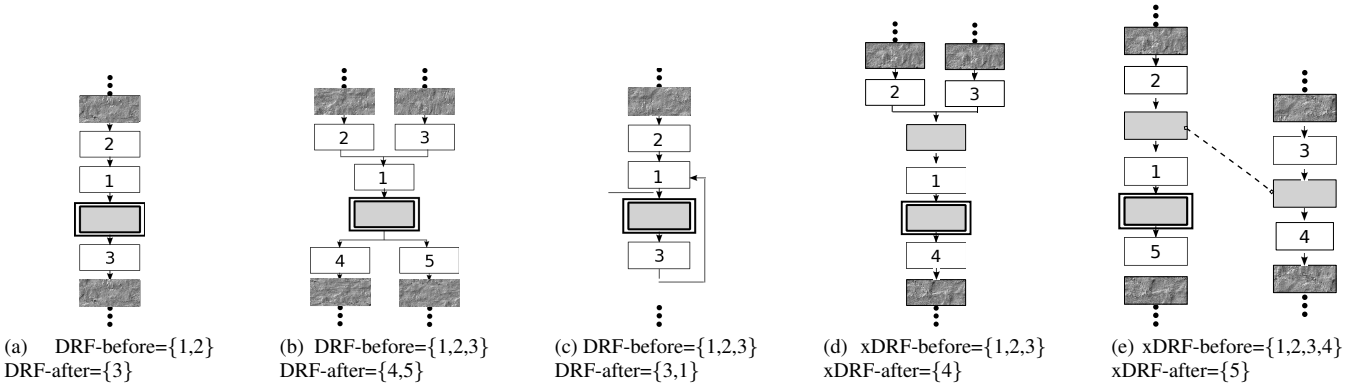 2
1
3
(a) DRF-before={1,2}
DRF-after={3}
2 3
1
4 5
(b) DRF-before={1,2,3}
DRF-after={4,5}
2
1
3
(c) DRF-before={1,2,3}
DRF-after={3,1}
2 3
1
4
(d) xDRF-before={1,2,3}
xDRF-after={4}
2
3
1
4
5
(e) xDRF-before={1,2,3,4}
xDRF-after={5}